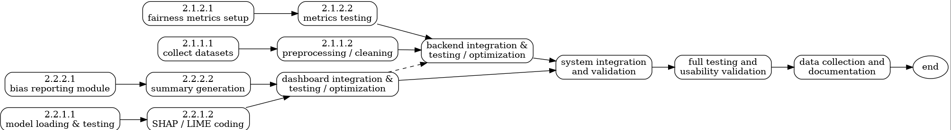 2.1.2.1
fairness metrics setup
2.1.2.2
metrics testing
2.1.1.1
collect datasets
2.1.1.2
preprocessing / cleaning
backend integration &
testing / optimization
2.2.2.1
bias reporting module
2.2.2.2
summary generation
dashboard integration &
testing / optimization
2.2.1.1
model loading & testing
2.2.1.2
SHAP / LIME coding
system integration
and validation
full testing and
usability validation
data collection and
documentation
end